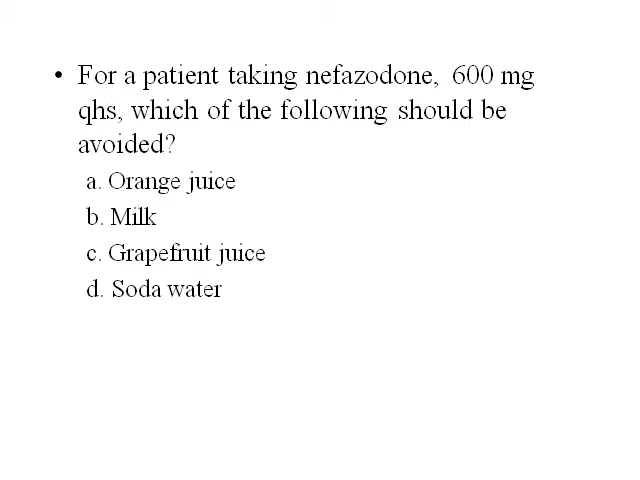 • For a patient taking nefazodone, 600 mg
qhs, which of the following should be
avoided?
a. Orange juice
b. Milk
c. Grapefruit juice
d. Soda water